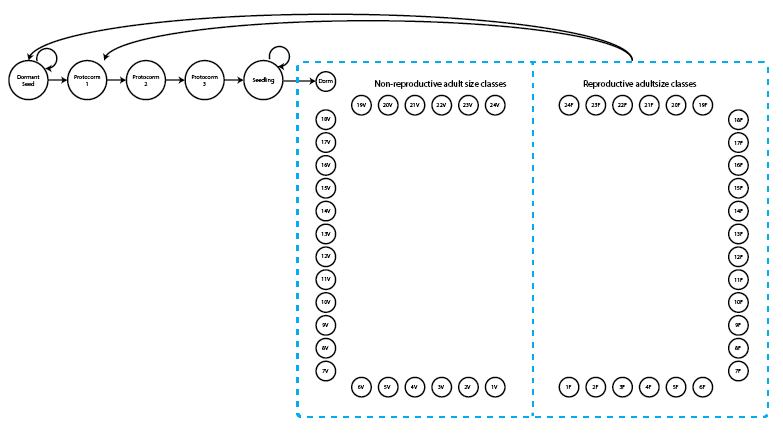 Non-reproductive adult size classes
Reproductive adultsize classes
Dormant
Seed
Protocorm
1
Protocorm
2
Protocorm
3
Seedling
Dorm
19V 20V 21V 22V 23V 24V
24F 23F 22F 21F 20F 19F
18V
17V
16V
15V
14V
13V
12V
11V
10V
9V
8V
7V
6V 5V 4V 3V 2V 1V
18F
17F
16F
15F
14F
13F
12F
11F
10F
9F
8F
7F
1F 2F 3F 4F 5F 6F